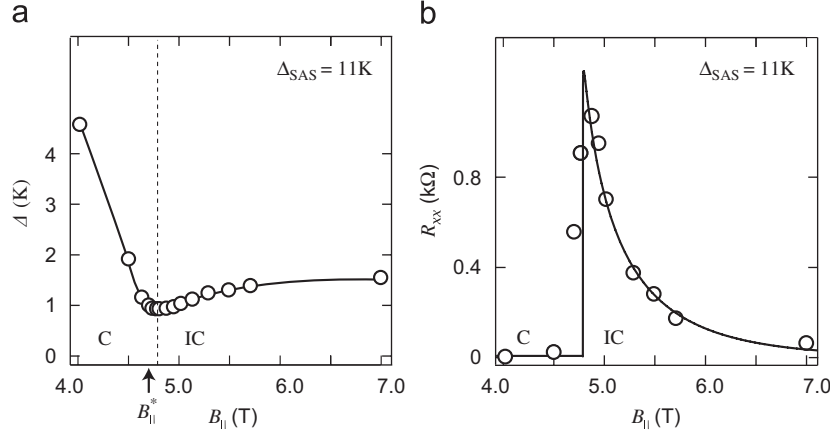 a
Δ_SAS = 11K
Δ (K)
4
3
2
1
0
C
IC
4.0
5.0
6.0
7.0
B*_||
B_|| (T)
b
Δ_SAS = 11K
R_xx (kΩ)
0.8
0.4
0
C
IC
4.0
5.0
6.0
7.0
B_|| (T)